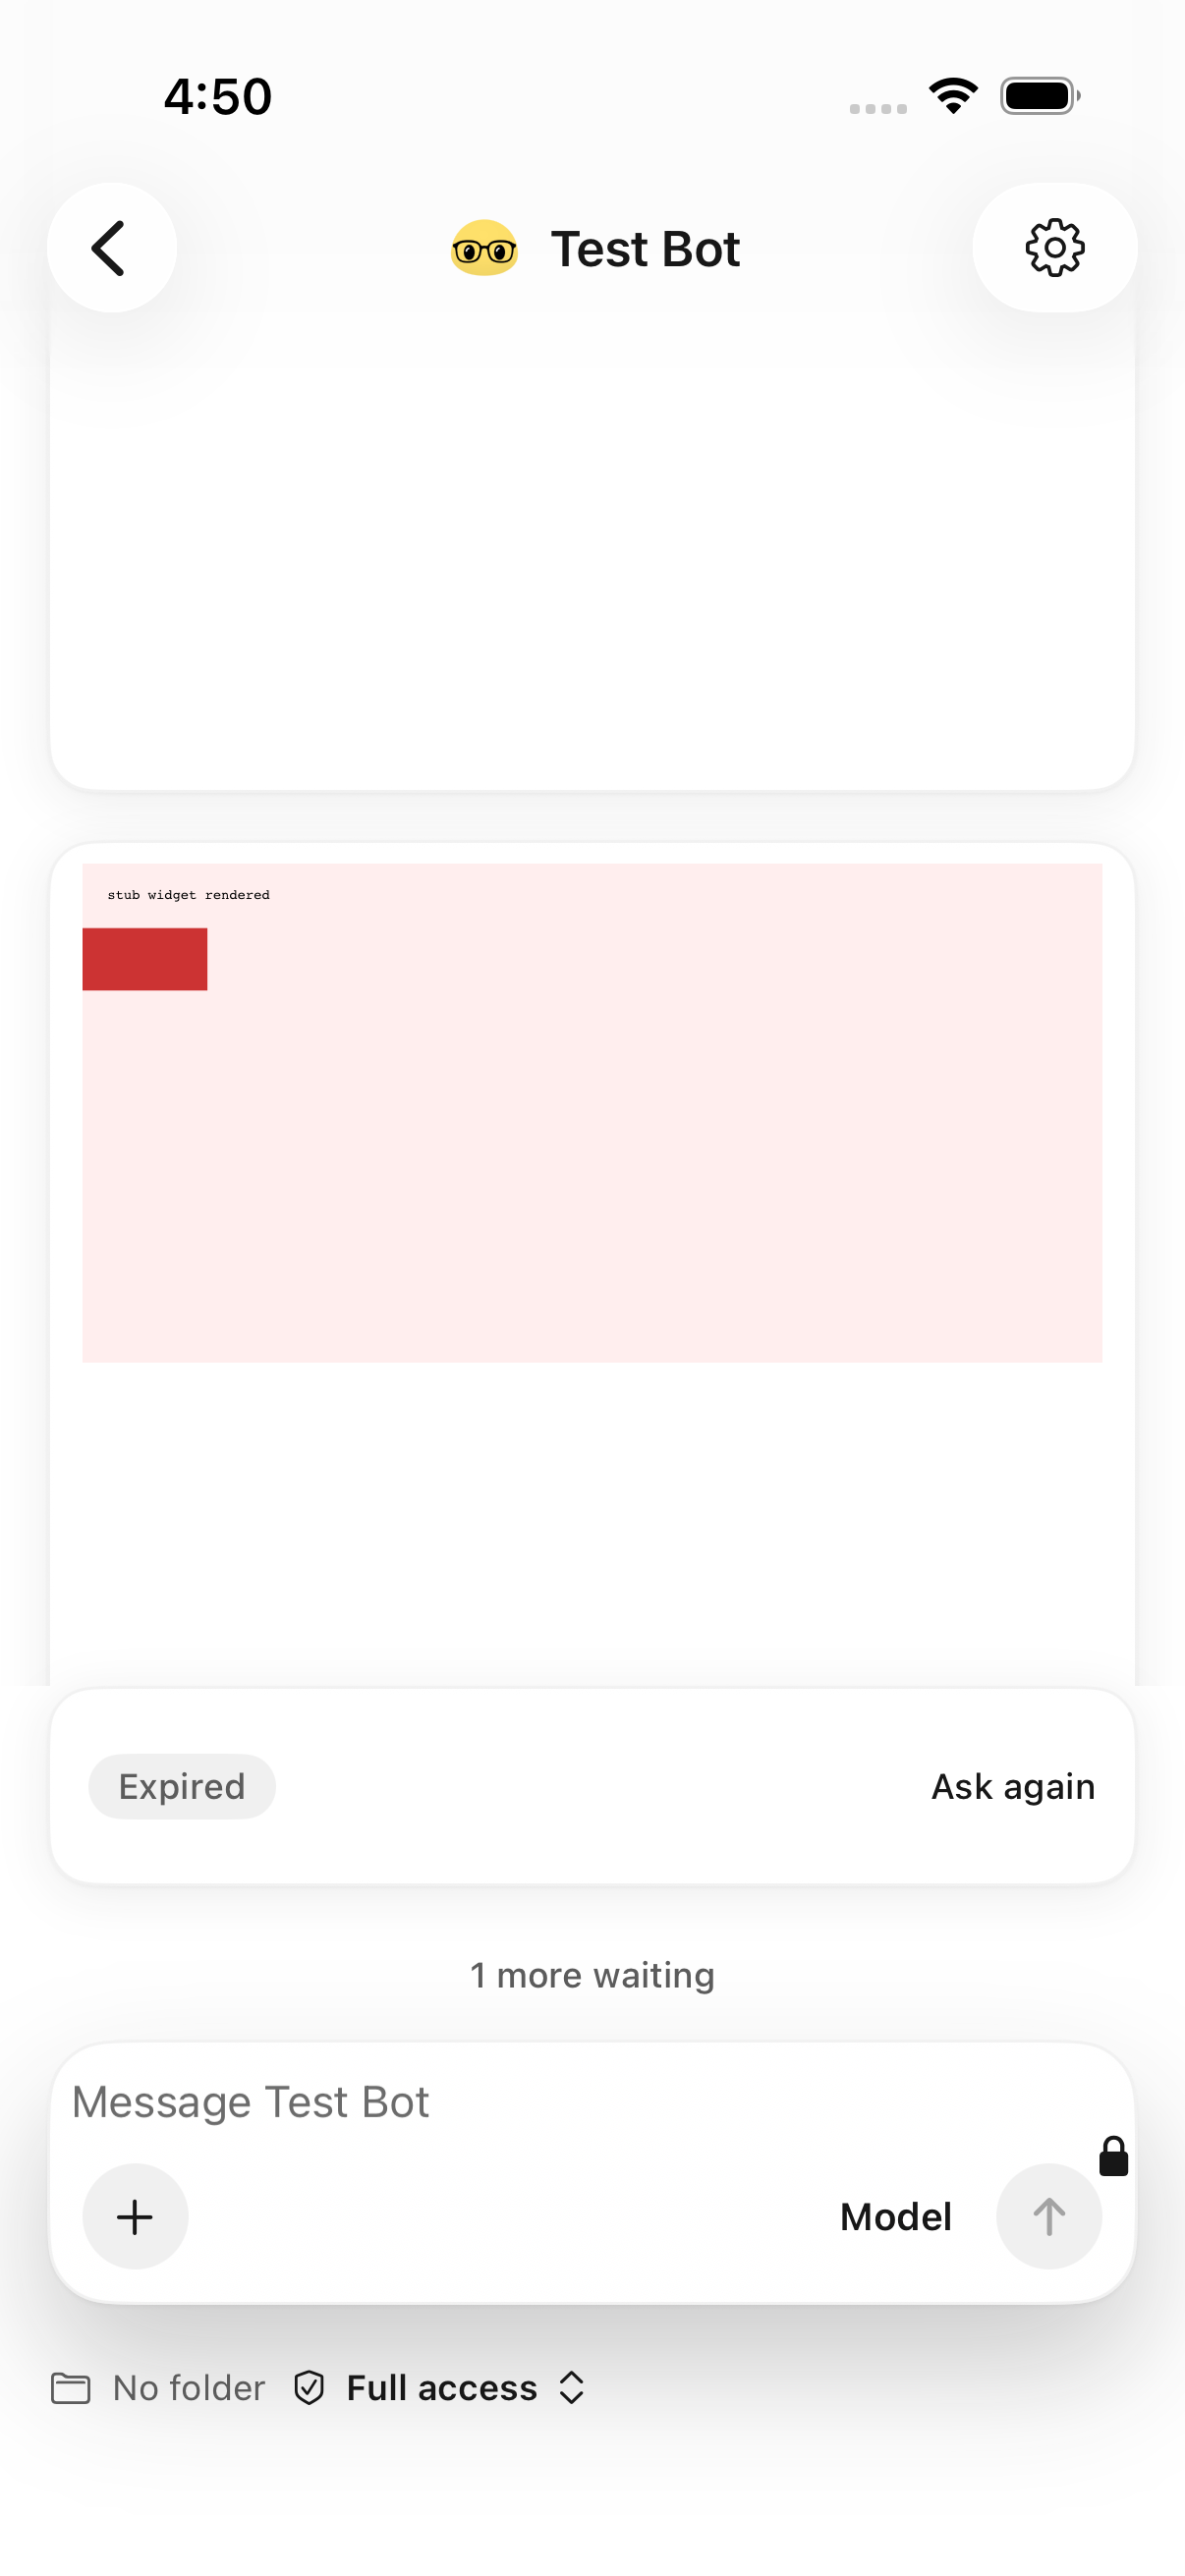 4:50
Test Bot
stub widget rendered
Expired
Ask again
1 more waiting
Message Test Bot
Model
No folder
Full access